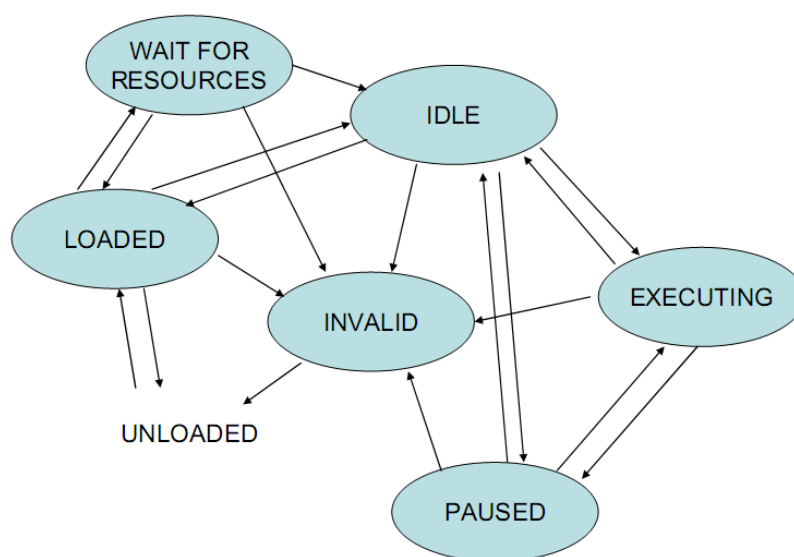 WAIT FOR
RESOURCES
IDLE
LOADED
EXECUTING
INVALID
UNLOADED
PAUSED